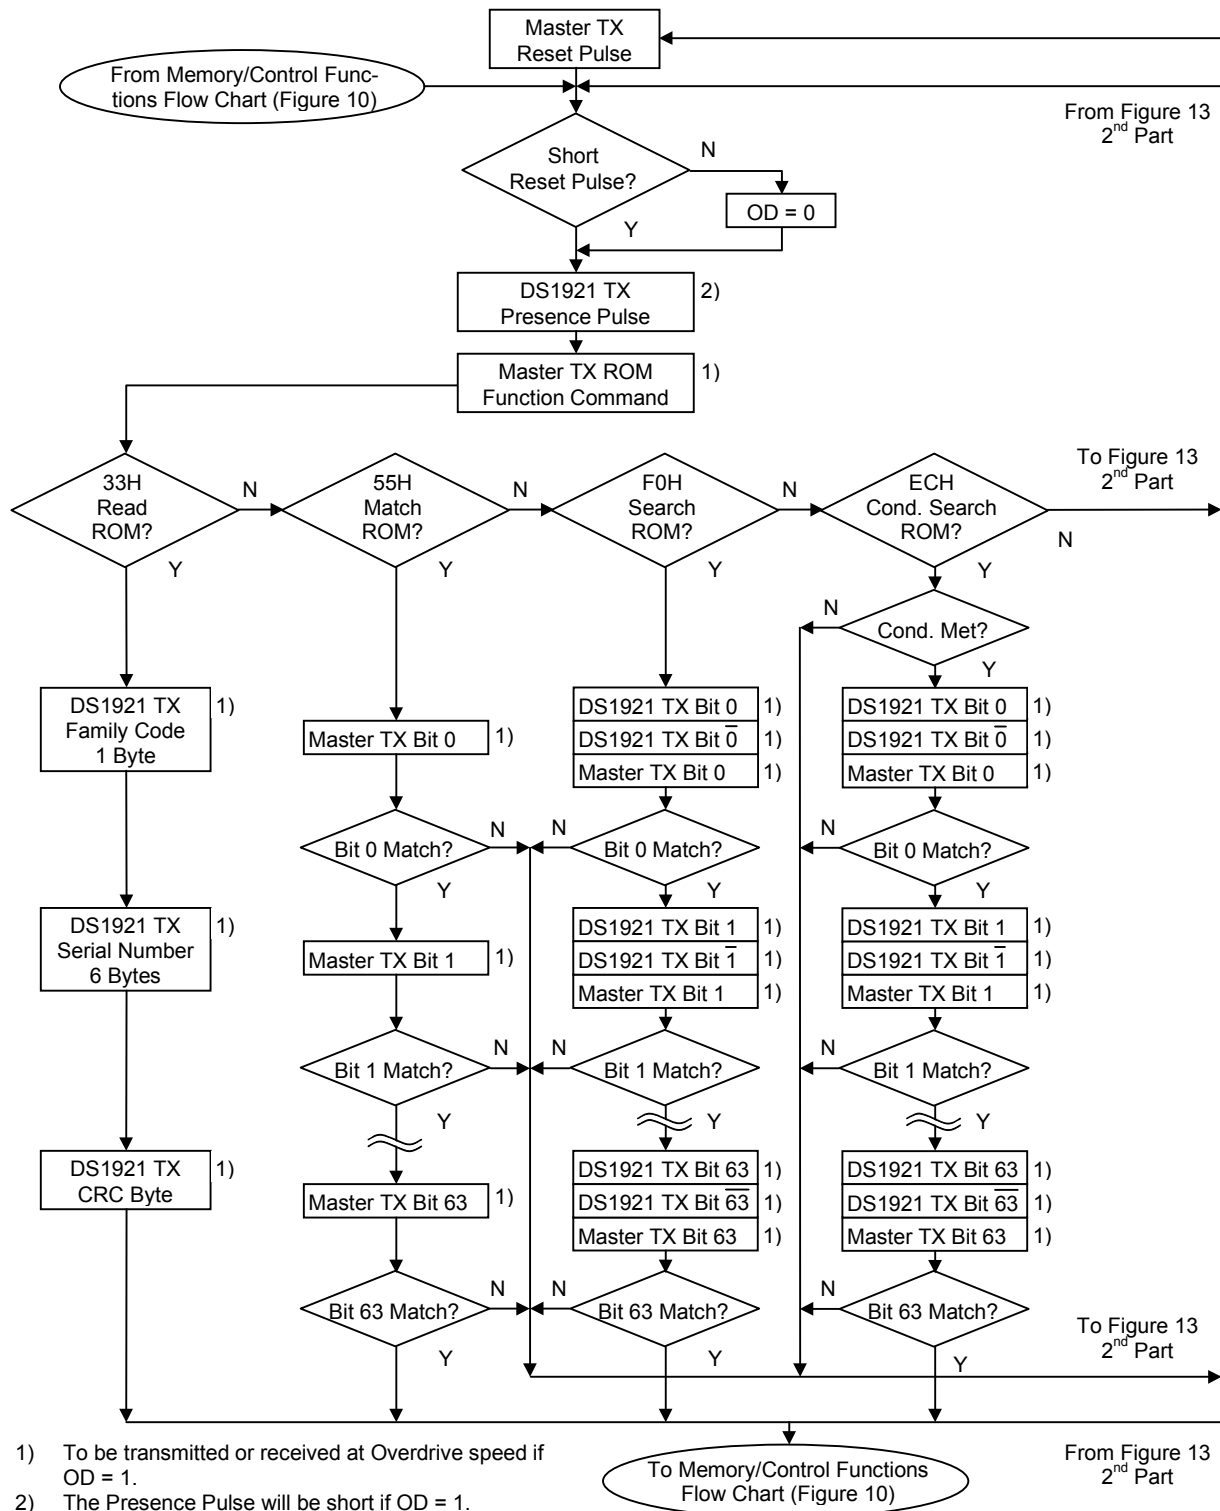 Master TX
Reset Pulse
From Memory/Control Func-
tions Flow Chart (Figure 10)
From Figure 13
2nd Part
Short
Reset Pulse?
N
OD = 0
Y
DS1921 TX
Presence Pulse
2)
Master TX ROM
Function Command
1)
To Figure 13
2nd Part
33H
Read
ROM?
N
Y
55H
Match
ROM?
N
Y
F0H
Search
ROM?
N
Y
ECH
Cond. Search
ROM?
N
Y
N
Cond. Met?
Y
DS1921 TX
Family Code
1 Byte
1)
Master TX Bit 0
1)
DS1921 TX Bit 0
1)
DS1921 TX Bit 0̅
1)
Master TX Bit 0
1)
DS1921 TX Bit 0
1)
DS1921 TX Bit 0̅
1)
Master TX Bit 0
1)
Bit 0 Match?
N
Y
N
Bit 0 Match?
Y
N
Bit 0 Match?
Y
DS1921 TX
Serial Number
6 Bytes
1)
Master TX Bit 1
1)
DS1921 TX Bit 1
1)
DS1921 TX Bit 1̅
1)
Master TX Bit 1
1)
DS1921 TX Bit 1
1)
DS1921 TX Bit 1̅
1)
Master TX Bit 1
1)
Bit 1 Match?
N
Y
N
Bit 1 Match?
Y
N
Bit 1 Match?
Y
DS1921 TX
CRC Byte
1)
Master TX Bit 63
1)
DS1921 TX Bit 63
1)
DS1921 TX Bit 6̅3̅
1)
Master TX Bit 63
1)
DS1921 TX Bit 63
1)
DS1921 TX Bit 6̅3̅
1)
Master TX Bit 63
1)
Bit 63 Match?
N
Y
N
Bit 63 Match?
Y
N
Bit 63 Match?
Y
To Figure 13
2nd Part
1) To be transmitted or received at Overdrive speed if
OD = 1.
2) The Presence Pulse will be short if OD = 1.
To Memory/Control Functions
Flow Chart (Figure 10)
From Figure 13
2nd Part